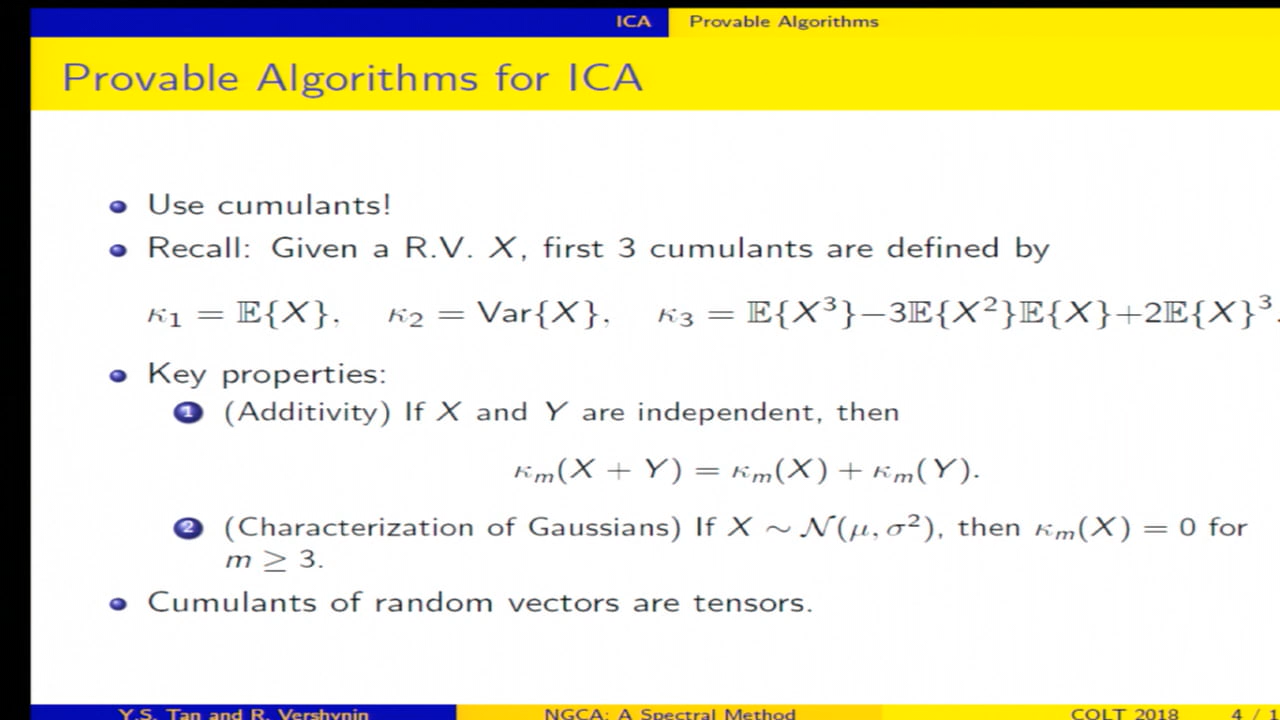 ICA Provable Algorithms
Provable Algorithms for ICA
Use cumulants!
Recall: Given a R.V. X, first 3 cumulants are defined by
κ₁ = 𝔼{X}, κ₂ = Var{X}, κ₃ = 𝔼{X³}−3𝔼{X²}𝔼{X}+2𝔼{X}³.
Key properties:
1 (Additivity) If X and Y are independent, then
κₘ(X + Y) = κₘ(X) + κₘ(Y).
2 (Characterization of Gaussians) If X ∼ 𝒩(μ, σ²), then κₘ(X) = 0 for
m ≥ 3.
Cumulants of random vectors are tensors.
Y.S. Tan and R. Vershynin NGCA: A Spectral Method COLT 2018 4 / 1